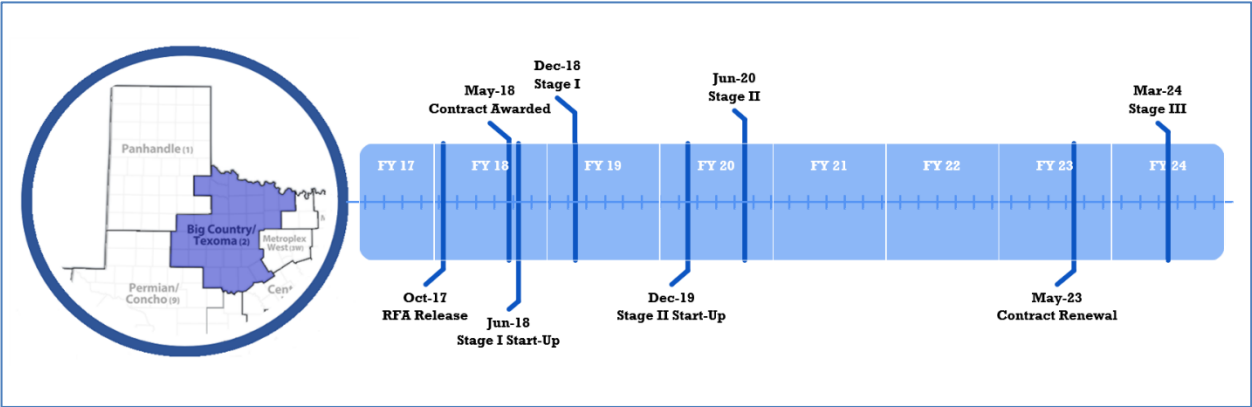 Panhandle (1)
Big Country/
Texoma (2)
Metroplex
West (3W)
Permian/
Concho (9)
Dec-18
Stage I
May-18
Contract Awarded
Jun-20
Stage II
Mar-24
Stage III
FY 17
FY 18
FY 19
FY 20
FY 21
FY 22
FY 23
FY 24
Oct-17
RFA Release
Jun-18
Stage I Start-Up
Dec-19
Stage II Start-Up
May-23
Contract Renewal